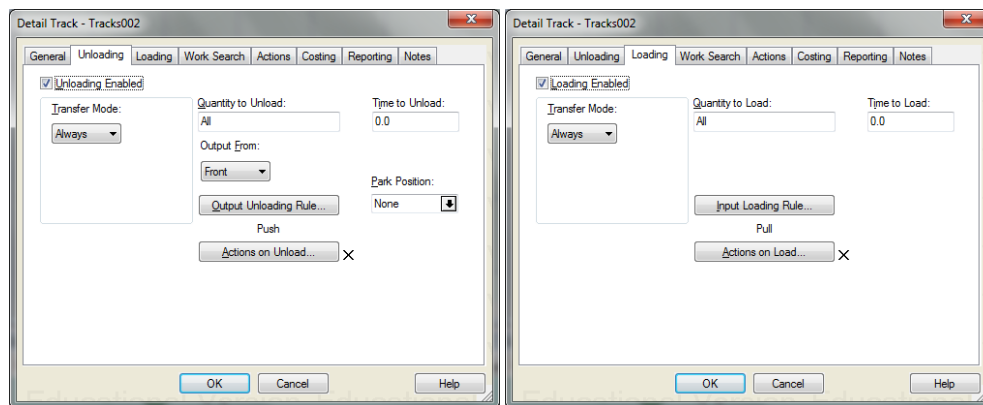 Detail Track - Tracks002
General Unloading Loading Work Search Actions Costing Reporting Notes
Unloading Enabled
Transfer Mode:
Always
Quantity to Unload:
All
Time to Unload:
0.0
Output From:
Front
Park Position:
None
Output Unloading Rule...
Push
Actions on Unload...
OK Cancel Help
Detail Track - Tracks002
General Unloading Loading Work Search Actions Costing Reporting Notes
Loading Enabled
Transfer Mode:
Always
Quantity to Load:
All
Time to Load:
0.0
Input Loading Rule...
Pull
Actions on Load...
OK Cancel Help